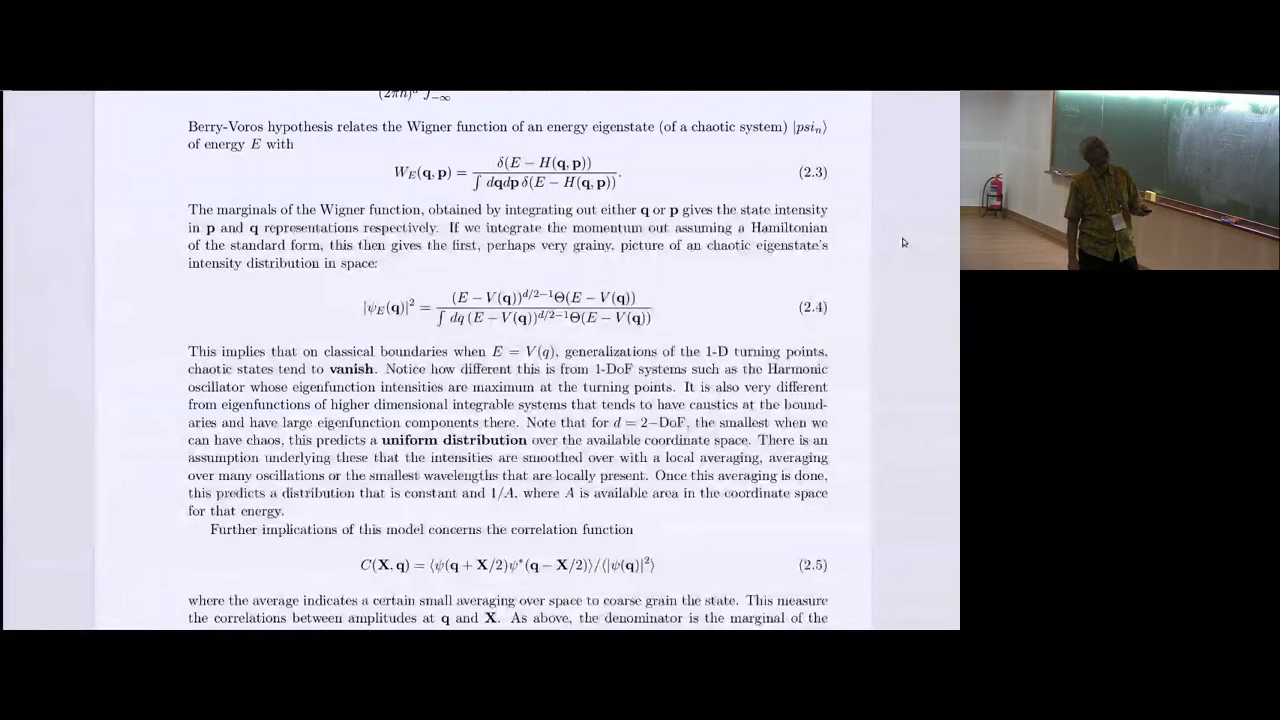 (2πħ)^d ∫_{−∞}
Berry-Voros hypothesis relates the Wigner function of an energy eigenstate (of a chaotic system) |psi_n⟩
of energy E with
W_E(q, p) = δ(E − H(q, p)) / ∫ dqdp δ(E − H(q, p)). (2.3)
The marginals of the Wigner function, obtained by integrating out either q or p gives the state intensity
in p and q representations respectively. If we integrate the momentum out assuming a Hamiltonian
of the standard form, this then gives the first, perhaps very grainy, picture of an chaotic eigenstate's
intensity distribution in space:
|ψ_E(q)|² = (E − V(q))^{d/2−1}Θ(E − V(q)) / ∫ dq (E − V(q))^{d/2−1}Θ(E − V(q)) (2.4)
This implies that on classical boundaries when E = V(q), generalizations of the 1-D turning points,
chaotic states tend to vanish. Notice how different this is from 1-DoF systems such as the Harmonic
oscillator whose eigenfunction intensities are maximum at the turning points. It is also very different
from eigenfunctions of higher dimensional integrable systems that tends to have caustics at the bound-
aries and have large eigenfunction components there. Note that for d = 2−DoF, the smallest when we
can have chaos, this predicts a uniform distribution over the available coordinate space. There is an
assumption underlying these that the intensities are smoothed over with a local averaging, averaging
over many oscillations or the smallest wavelengths that are locally present. Once this averaging is done,
this predicts a distribution that is constant and 1/A, where A is available area in the coordinate space
for that energy.
Further implications of this model concerns the correlation function
C(X, q) = ⟨ψ(q + X/2)ψ*(q − X/2)⟩/⟨|ψ(q)|²⟩ (2.5)
where the average indicates a certain small averaging over space to coarse grain the state. This measure
the correlations between amplitudes at q and X. As above, the denominator is the marginal of the